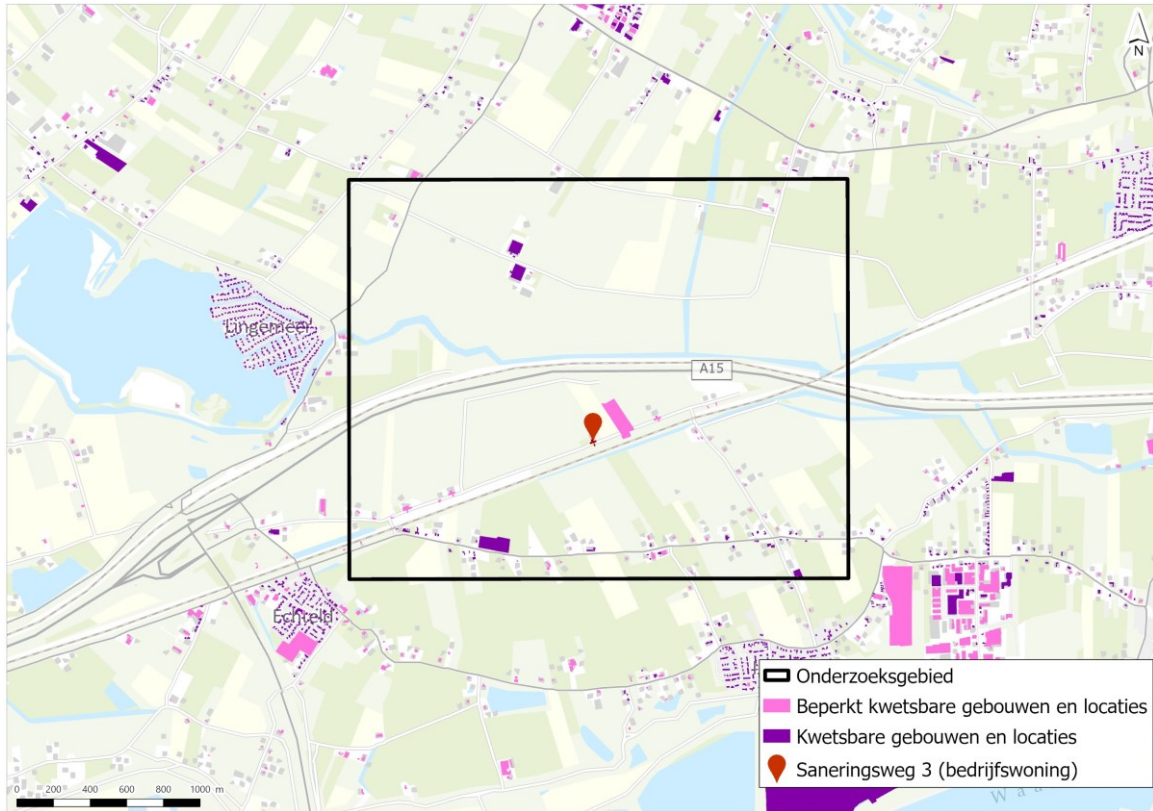 N
Lingemeer
A15
Echteld
Onderzoeksgebied
Beperkt kwetsbare gebouwen en locaties
Kwetsbare gebouwen en locaties
Saneringsweg 3 (bedrijfswoning)
0 200 400 600 800 1000 m